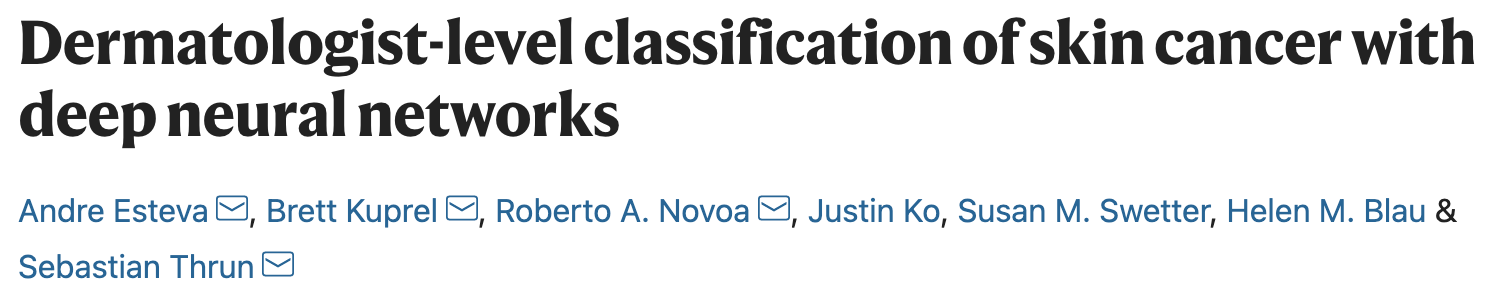 Dermatologist-level classification of skin cancer with
deep neural networks
Andre Esteva, Brett Kuprel, Roberto A. Novoa, Justin Ko, Susan M. Swetter, Helen M. Blau &
Sebastian Thrun